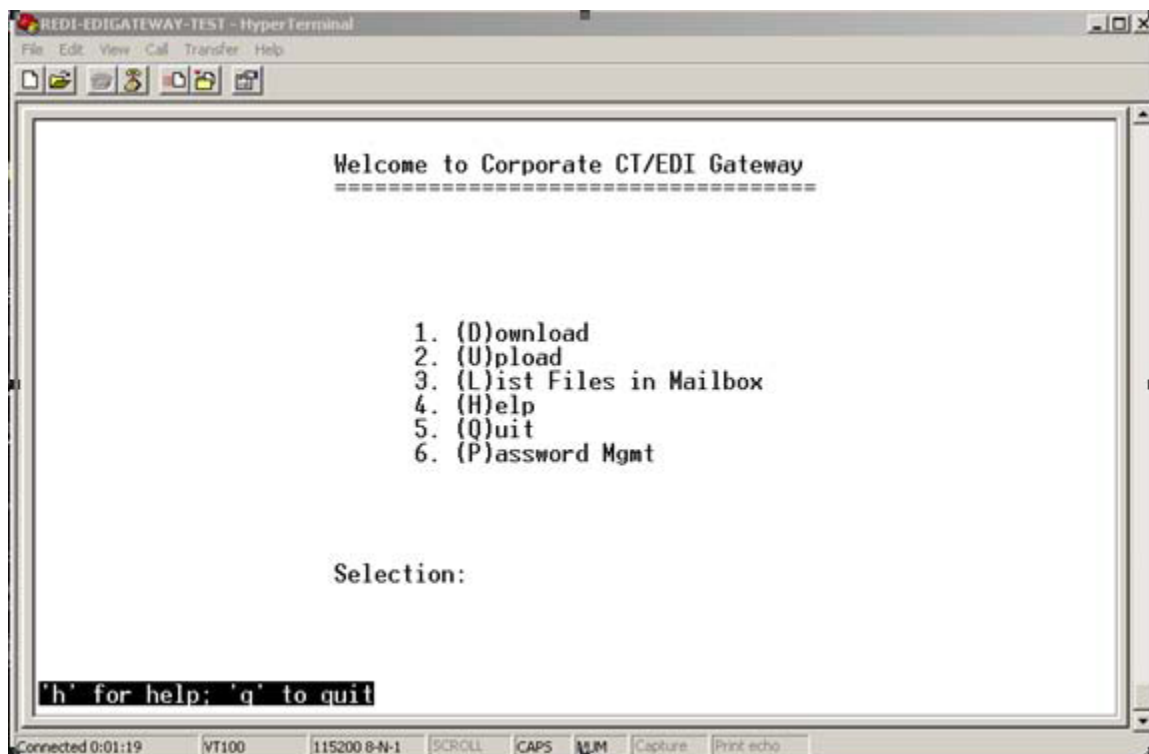 REDI-EDIGATEWAY-TEST - HyperTerminal
File Edit View Call Transfer Help
Welcome to Corporate CT/EDI Gateway
====================================
1. (D)ownload
2. (U)pload
3. (L)ist Files in Mailbox
4. (H)elp
5. (Q)uit
6. (P)assword Mgmt
Selection:
'h' for help; 'q' to quit
Connected 0:01:19 VT100 115200 8-N-1 SCROLL CAPS NUM Capture Print echo